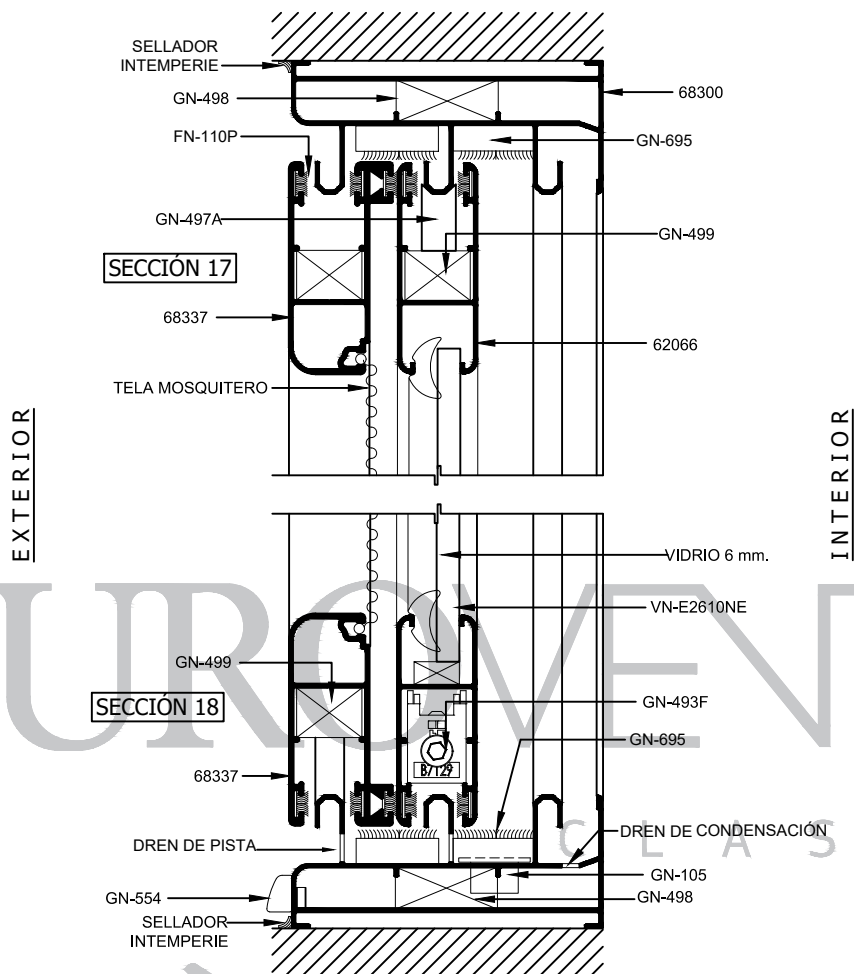 SELLADOR
INTEMPERIE
GN-498
68300
FN-110P
GN-695
GN-497A
GN-499
SECCIÓN 17
68337
62066
TELA MOSQUITERO
EXTERIOR
INTERIOR
VIDRIO 6 mm.
VN-E2610NE
UROVEN
GN-499
SECCIÓN 18
GN-493F
GN-695
B/129
68337
DREN DE PISTA
DREN DE CONDENSACIÓN
C L A S
GN-105
GN-554
GN-498
SELLADOR
INTEMPERIE